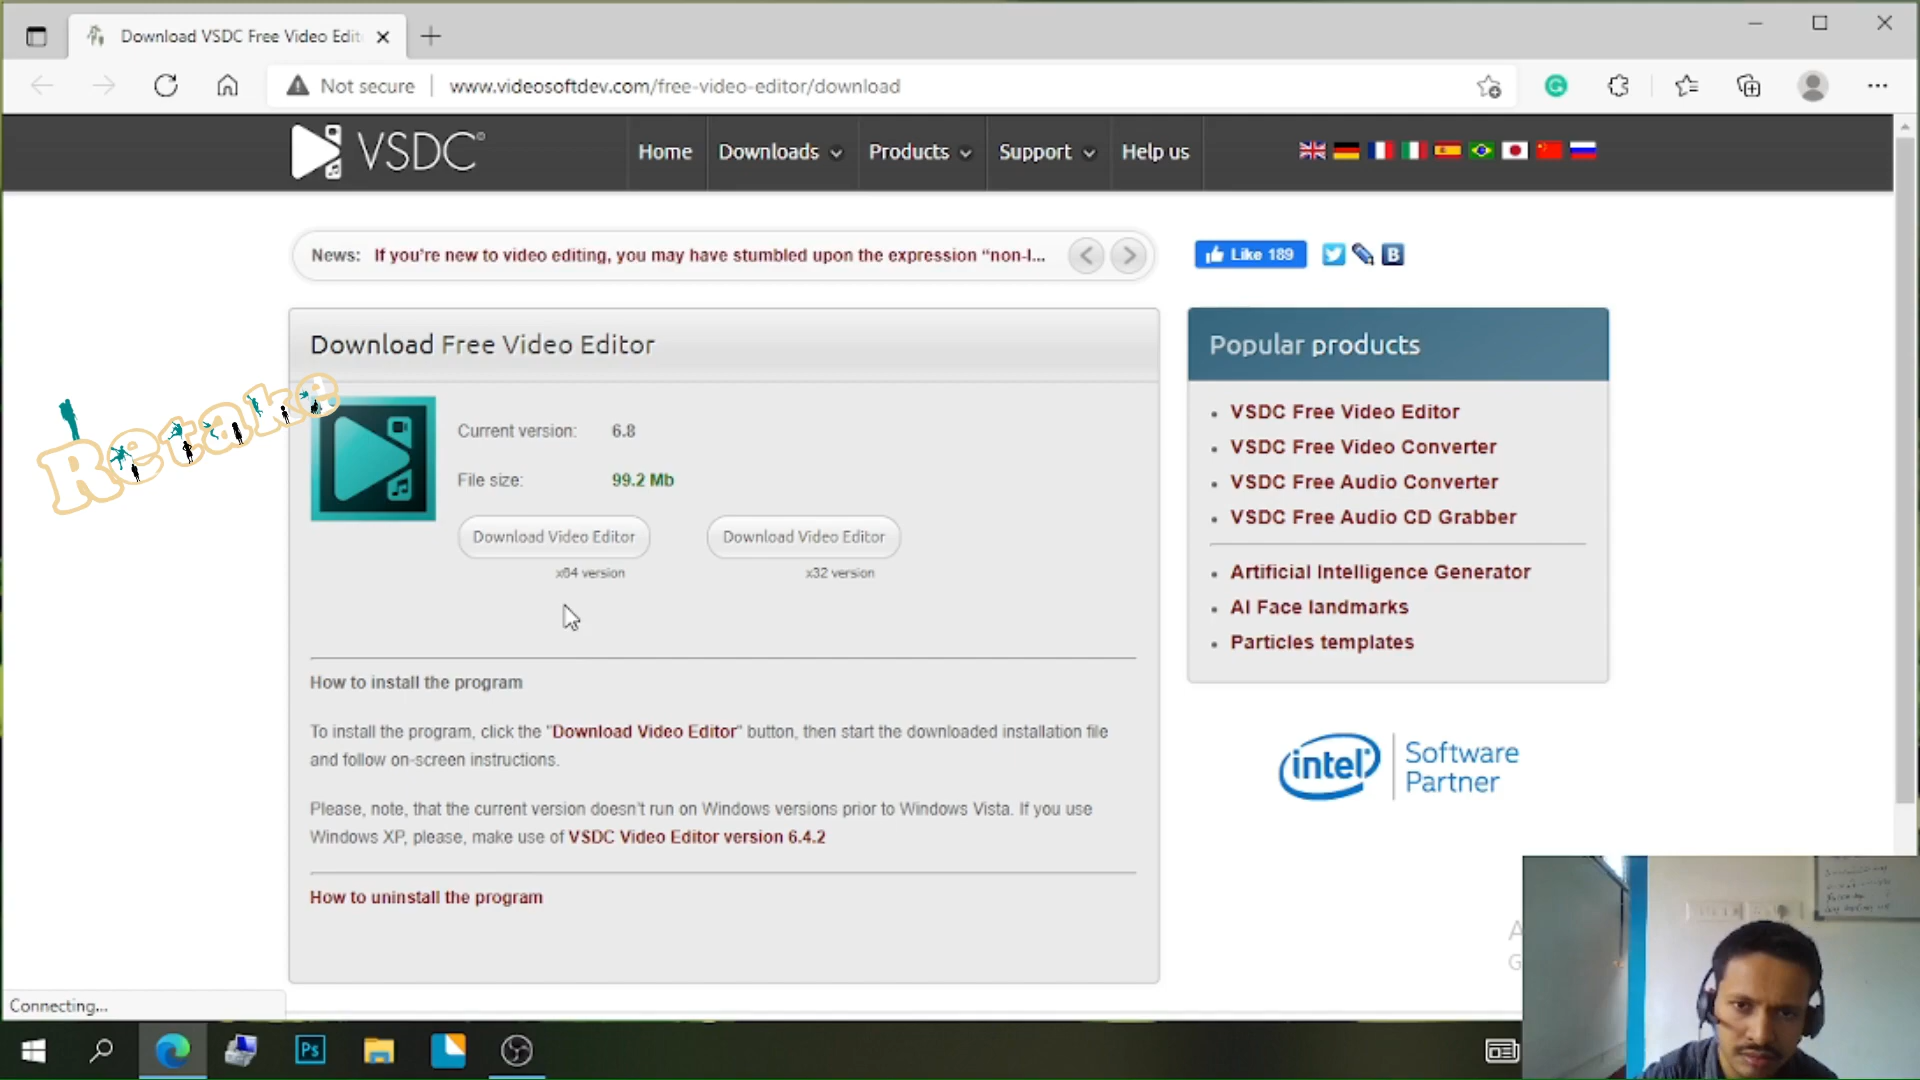 Download VSDC Free Video Edit
Not secure
www.videosoftdev.com/free-video-editor/download
VSDC
Home
Downloads
Products
Support
Help us
News: If you're new to video editing, you may have stumbled upon the expression “non-l...
Like 189
B
Download Free Video Editor
Popular products
Retake
Current version: 6.8
File size: 99.2 Mb
Download Video Editor
x64 version
Download Video Editor
x32 version
VSDC Free Video Editor
VSDC Free Video Converter
VSDC Free Audio Converter
VSDC Free Audio CD Grabber
Artificial Intelligence Generator
AI Face landmarks
Particles templates
How to install the program
To install the program, click the "Download Video Editor" button, then start the downloaded installation file
and follow on-screen instructions.
Please, note, that the current version doesn't run on Windows versions prior to Windows Vista. If you use
Windows XP, please, make use of VSDC Video Editor version 6.4.2
How to uninstall the program
intel
Software
Partner
Connecting...
Ps